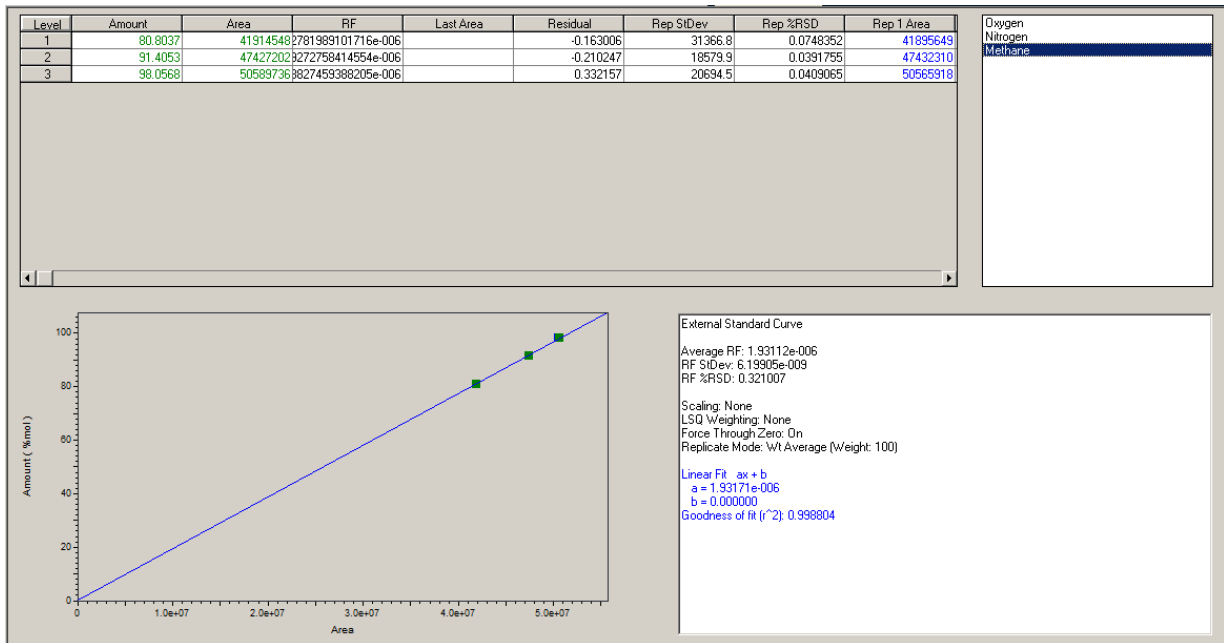 Level Amount Area RF Last Area Residual Rep StDev Rep %RSD Rep 1 Area
1 80.8037 41914548 2781989101716e-006 -0.163006 31366.8 0.0748352 41895649
2 91.4053 47427202 9272758414554e-006 -0.210247 18579.9 0.0391755 47432310
3 98.0568 50589736 3827459388205e-006 0.332157 20694.5 0.0409065 50565918
Oxygen
Nitrogen
Methane
100
80
60
40
20
0
Amount ( %mol )
0 1.0e+07 2.0e+07 3.0e+07 4.0e+07 5.0e+07
Area
External Standard Curve
Average RF: 1.93112e-006
RF StDev: 6.19905e-009
RF %RSD: 0.321007
Scaling: None
LSQ Weighting: None
Force Through Zero: On
Replicate Mode: Wt Average (Weight: 100)
Linear Fit ax + b
a = 1.93171e-006
b = 0.000000
Goodness of fit (r^2): 0.998804